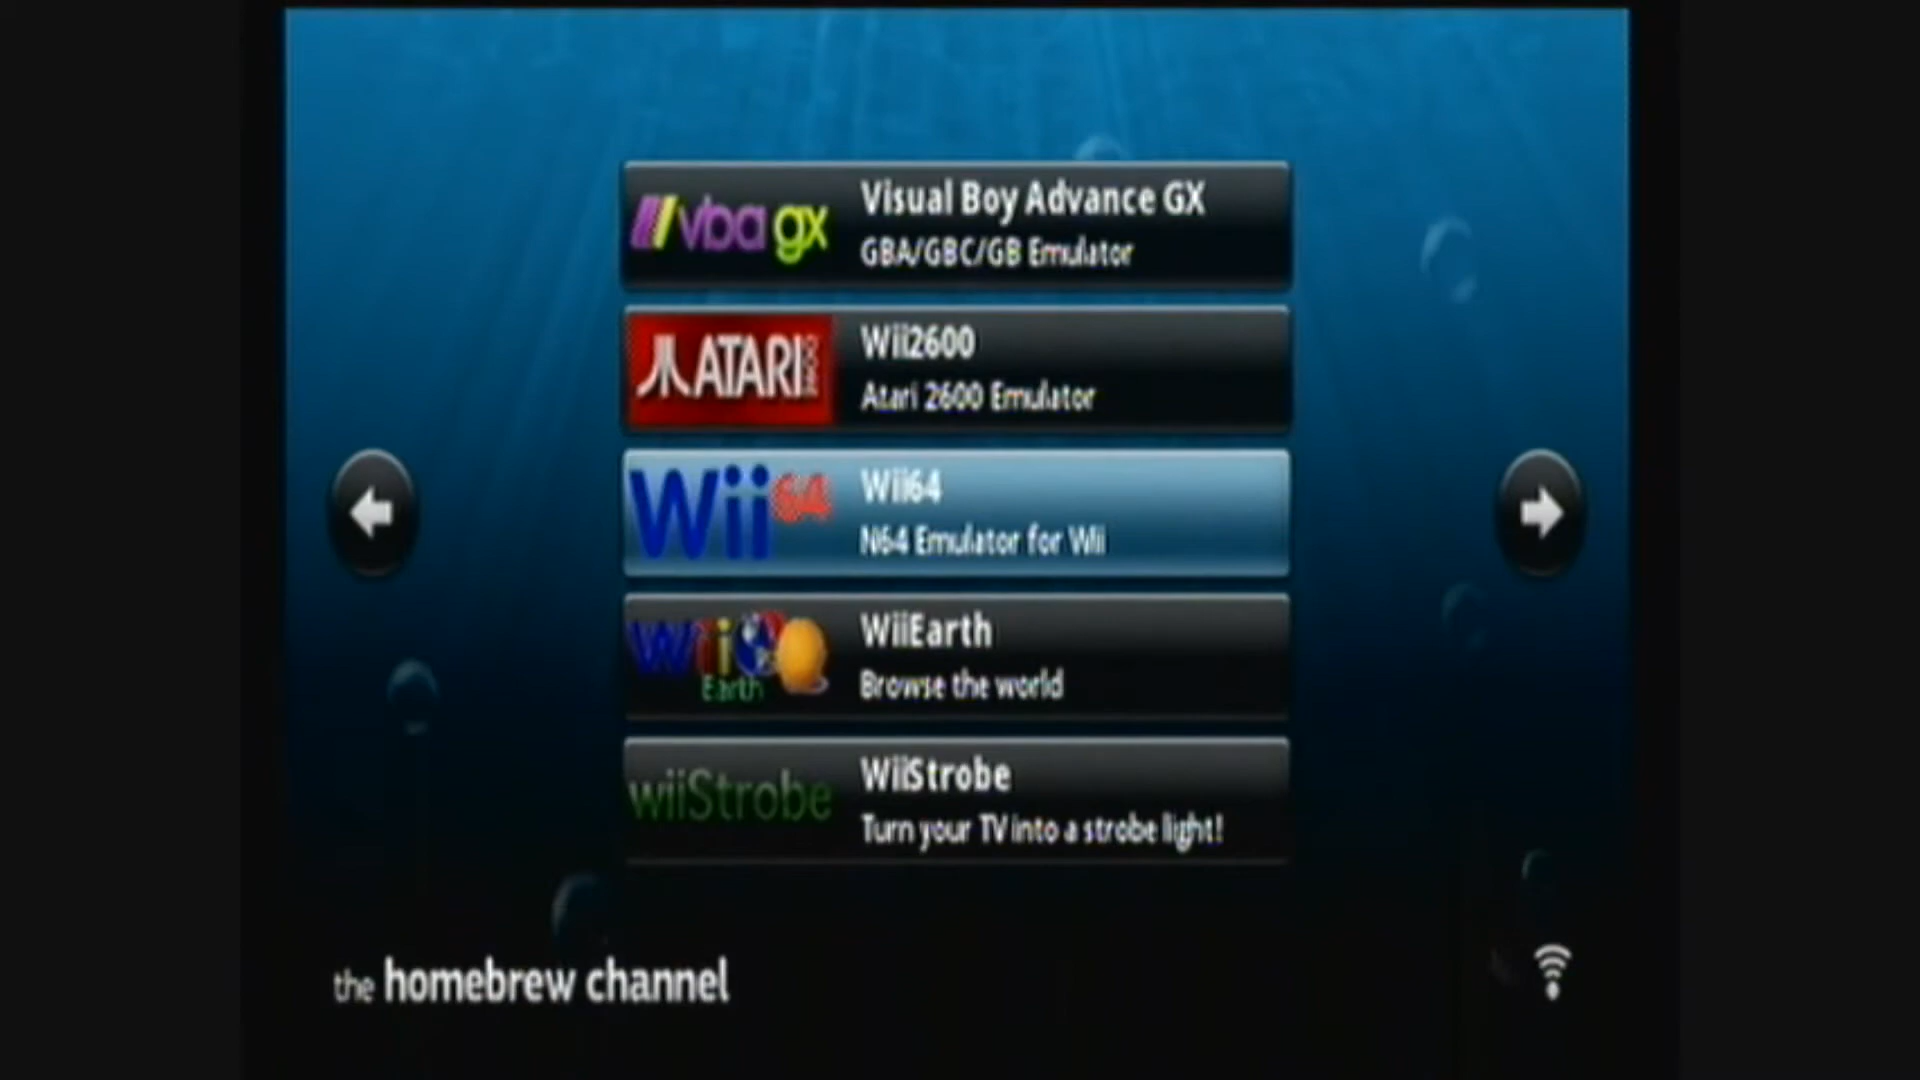 vba gx
Visual Boy Advance GX
GBA/GBC/GB Emulator
ATARI 2600
Wii2600
Atari 2600 Emulator
Wii64
Wii64
N64 Emulator for Wii
Wii Earth
WiiEarth
Browse the world
wiiStrobe
WiiStrobe
Turn your TV into a strobe light!
the homebrew channel